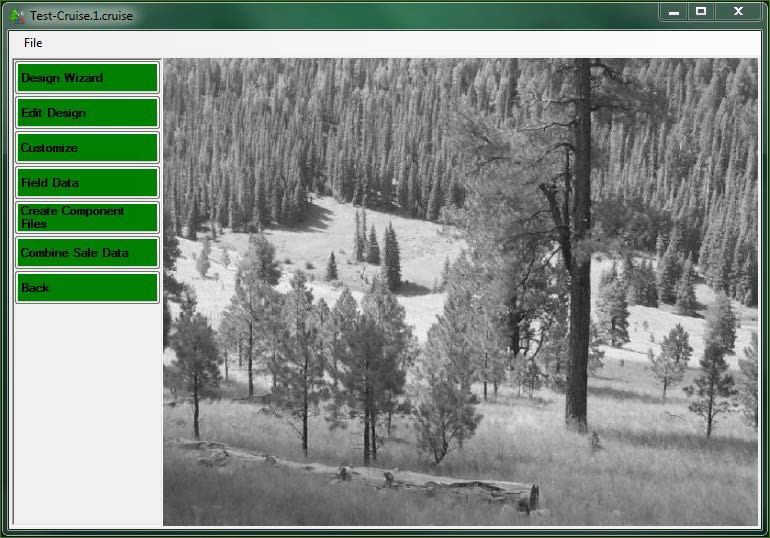 Test-Cruise.1.cruise
File
Design Wizard
Edit Design
Customize
Field Data
Create Component
Files
Combine Sale Data
Back